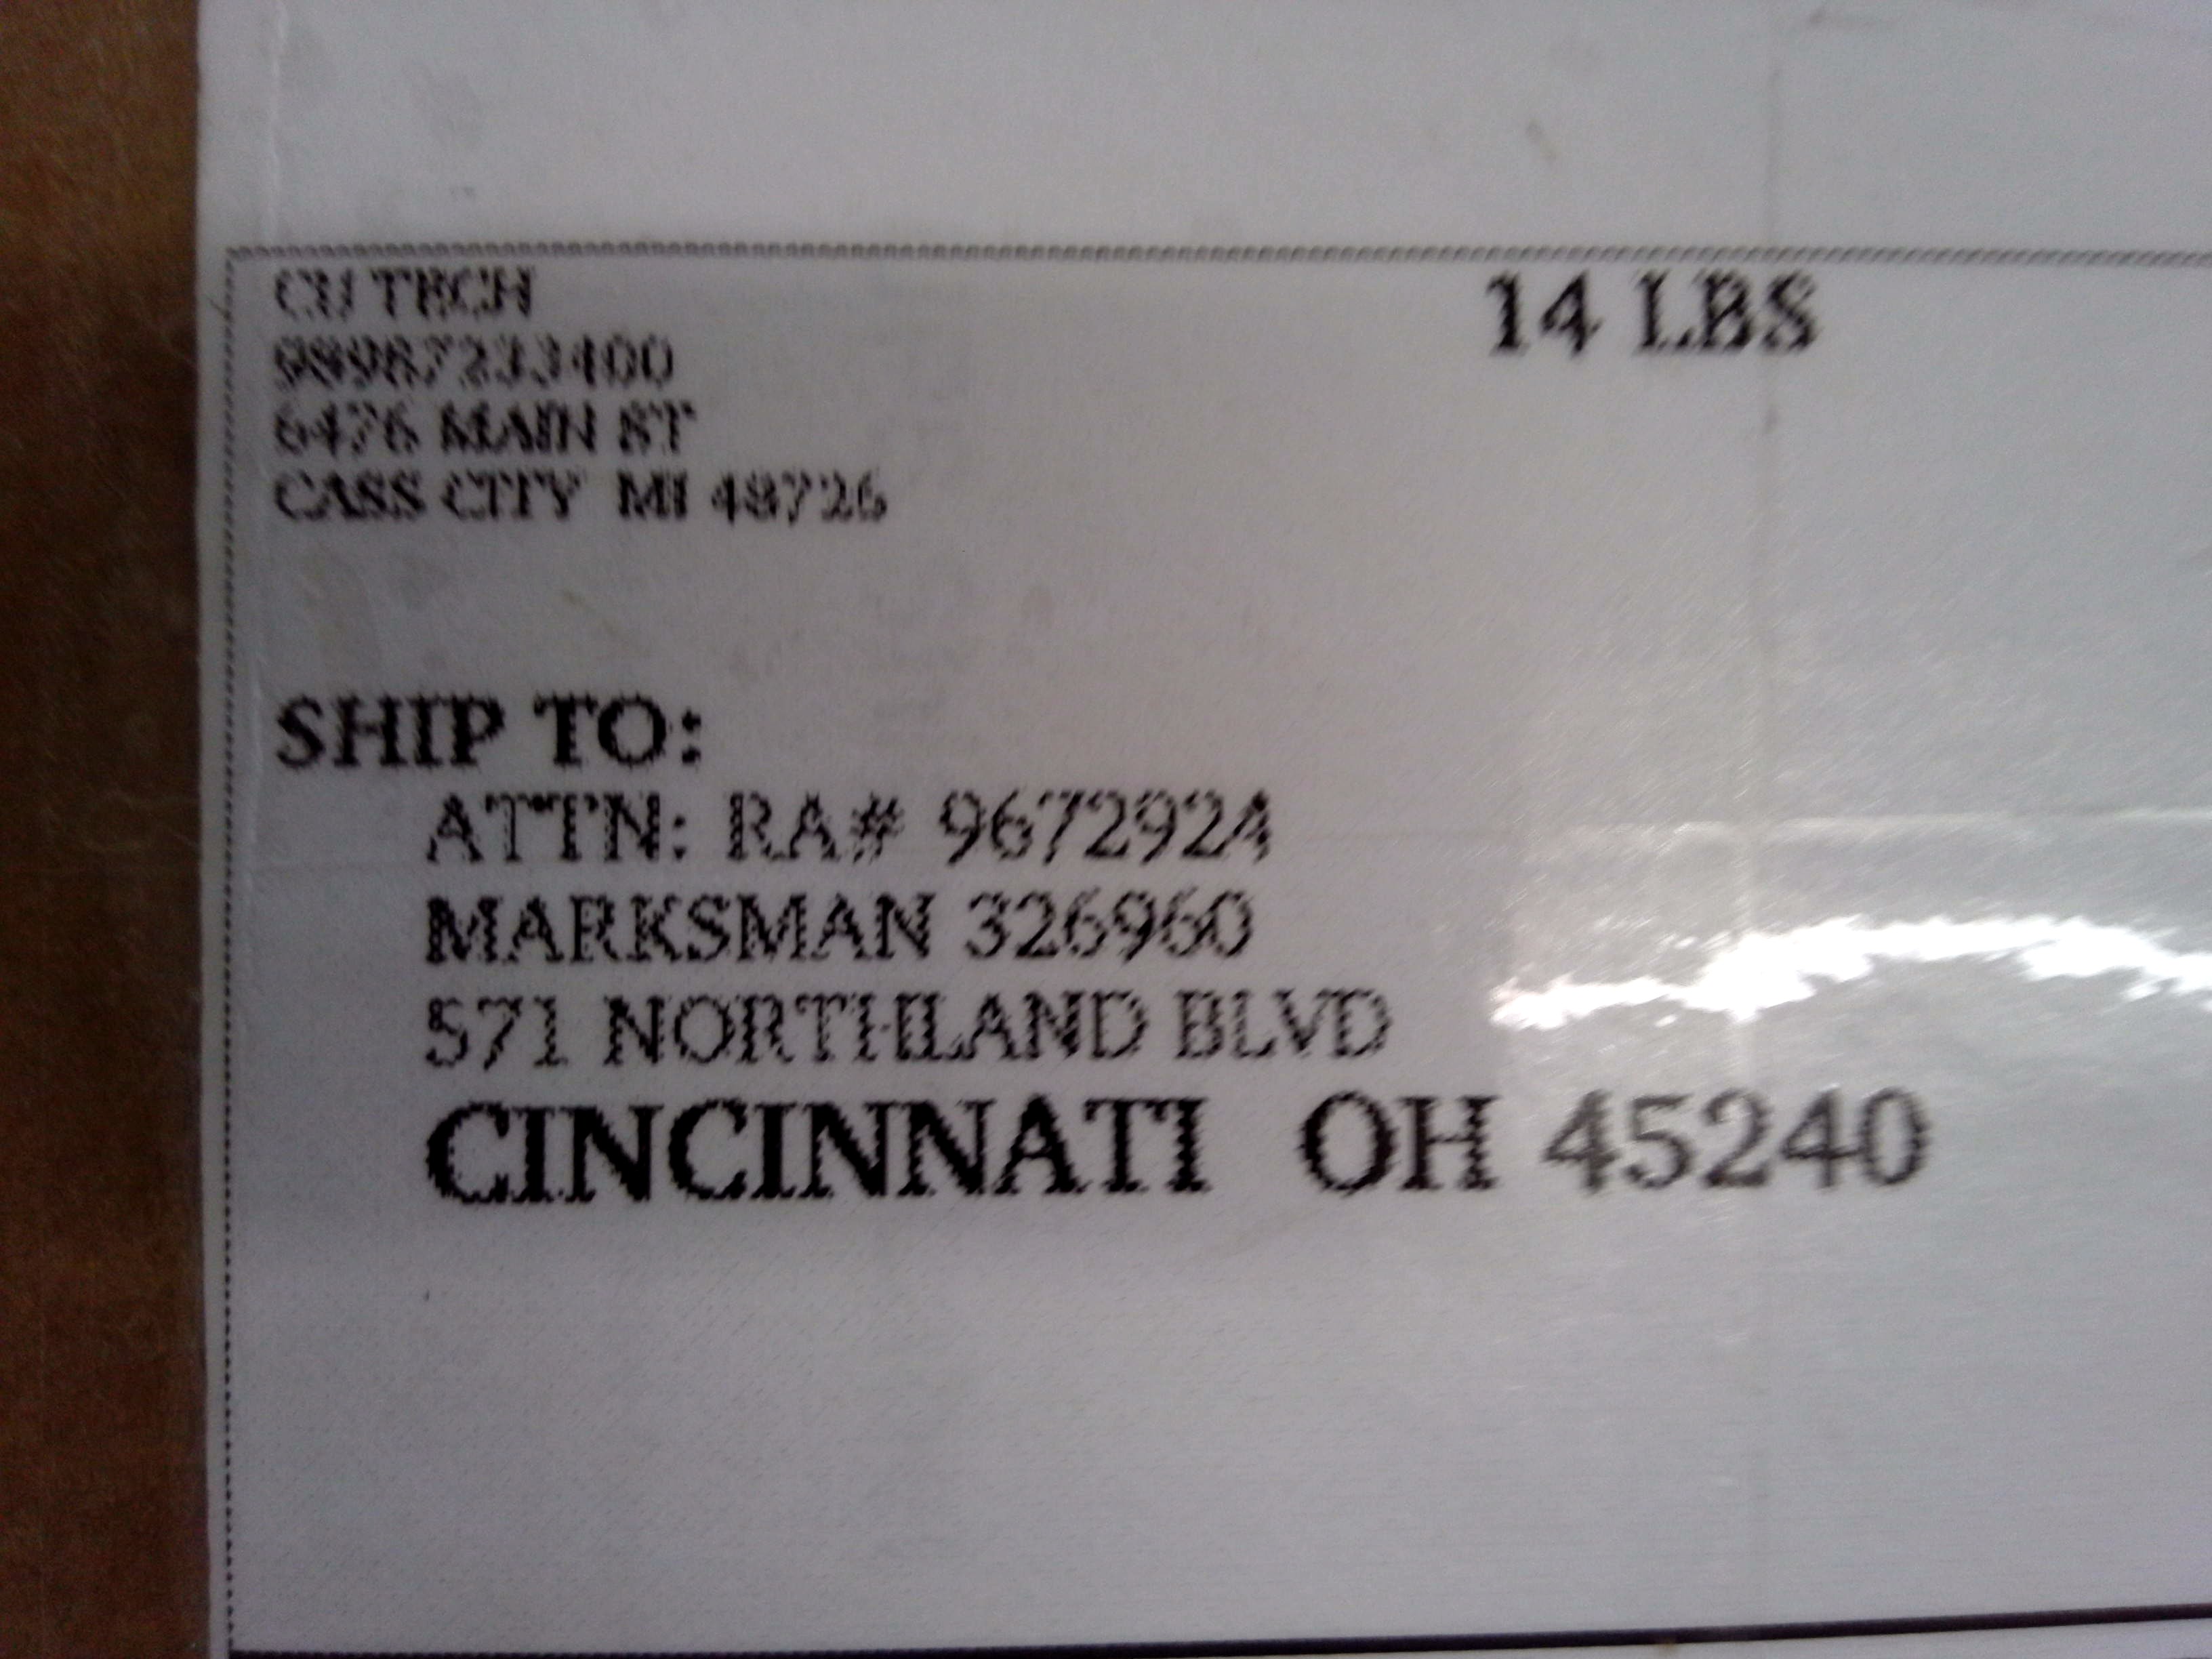 CU TECH
98987233400
6476 MAIN ST
CASS CITY MI 48726
14 LBS
SHIP TO:
ATTN: RA# 9672924
MARKSMAN 326960
571 NORTHLAND BLVD
CINCINNATI OH 45240